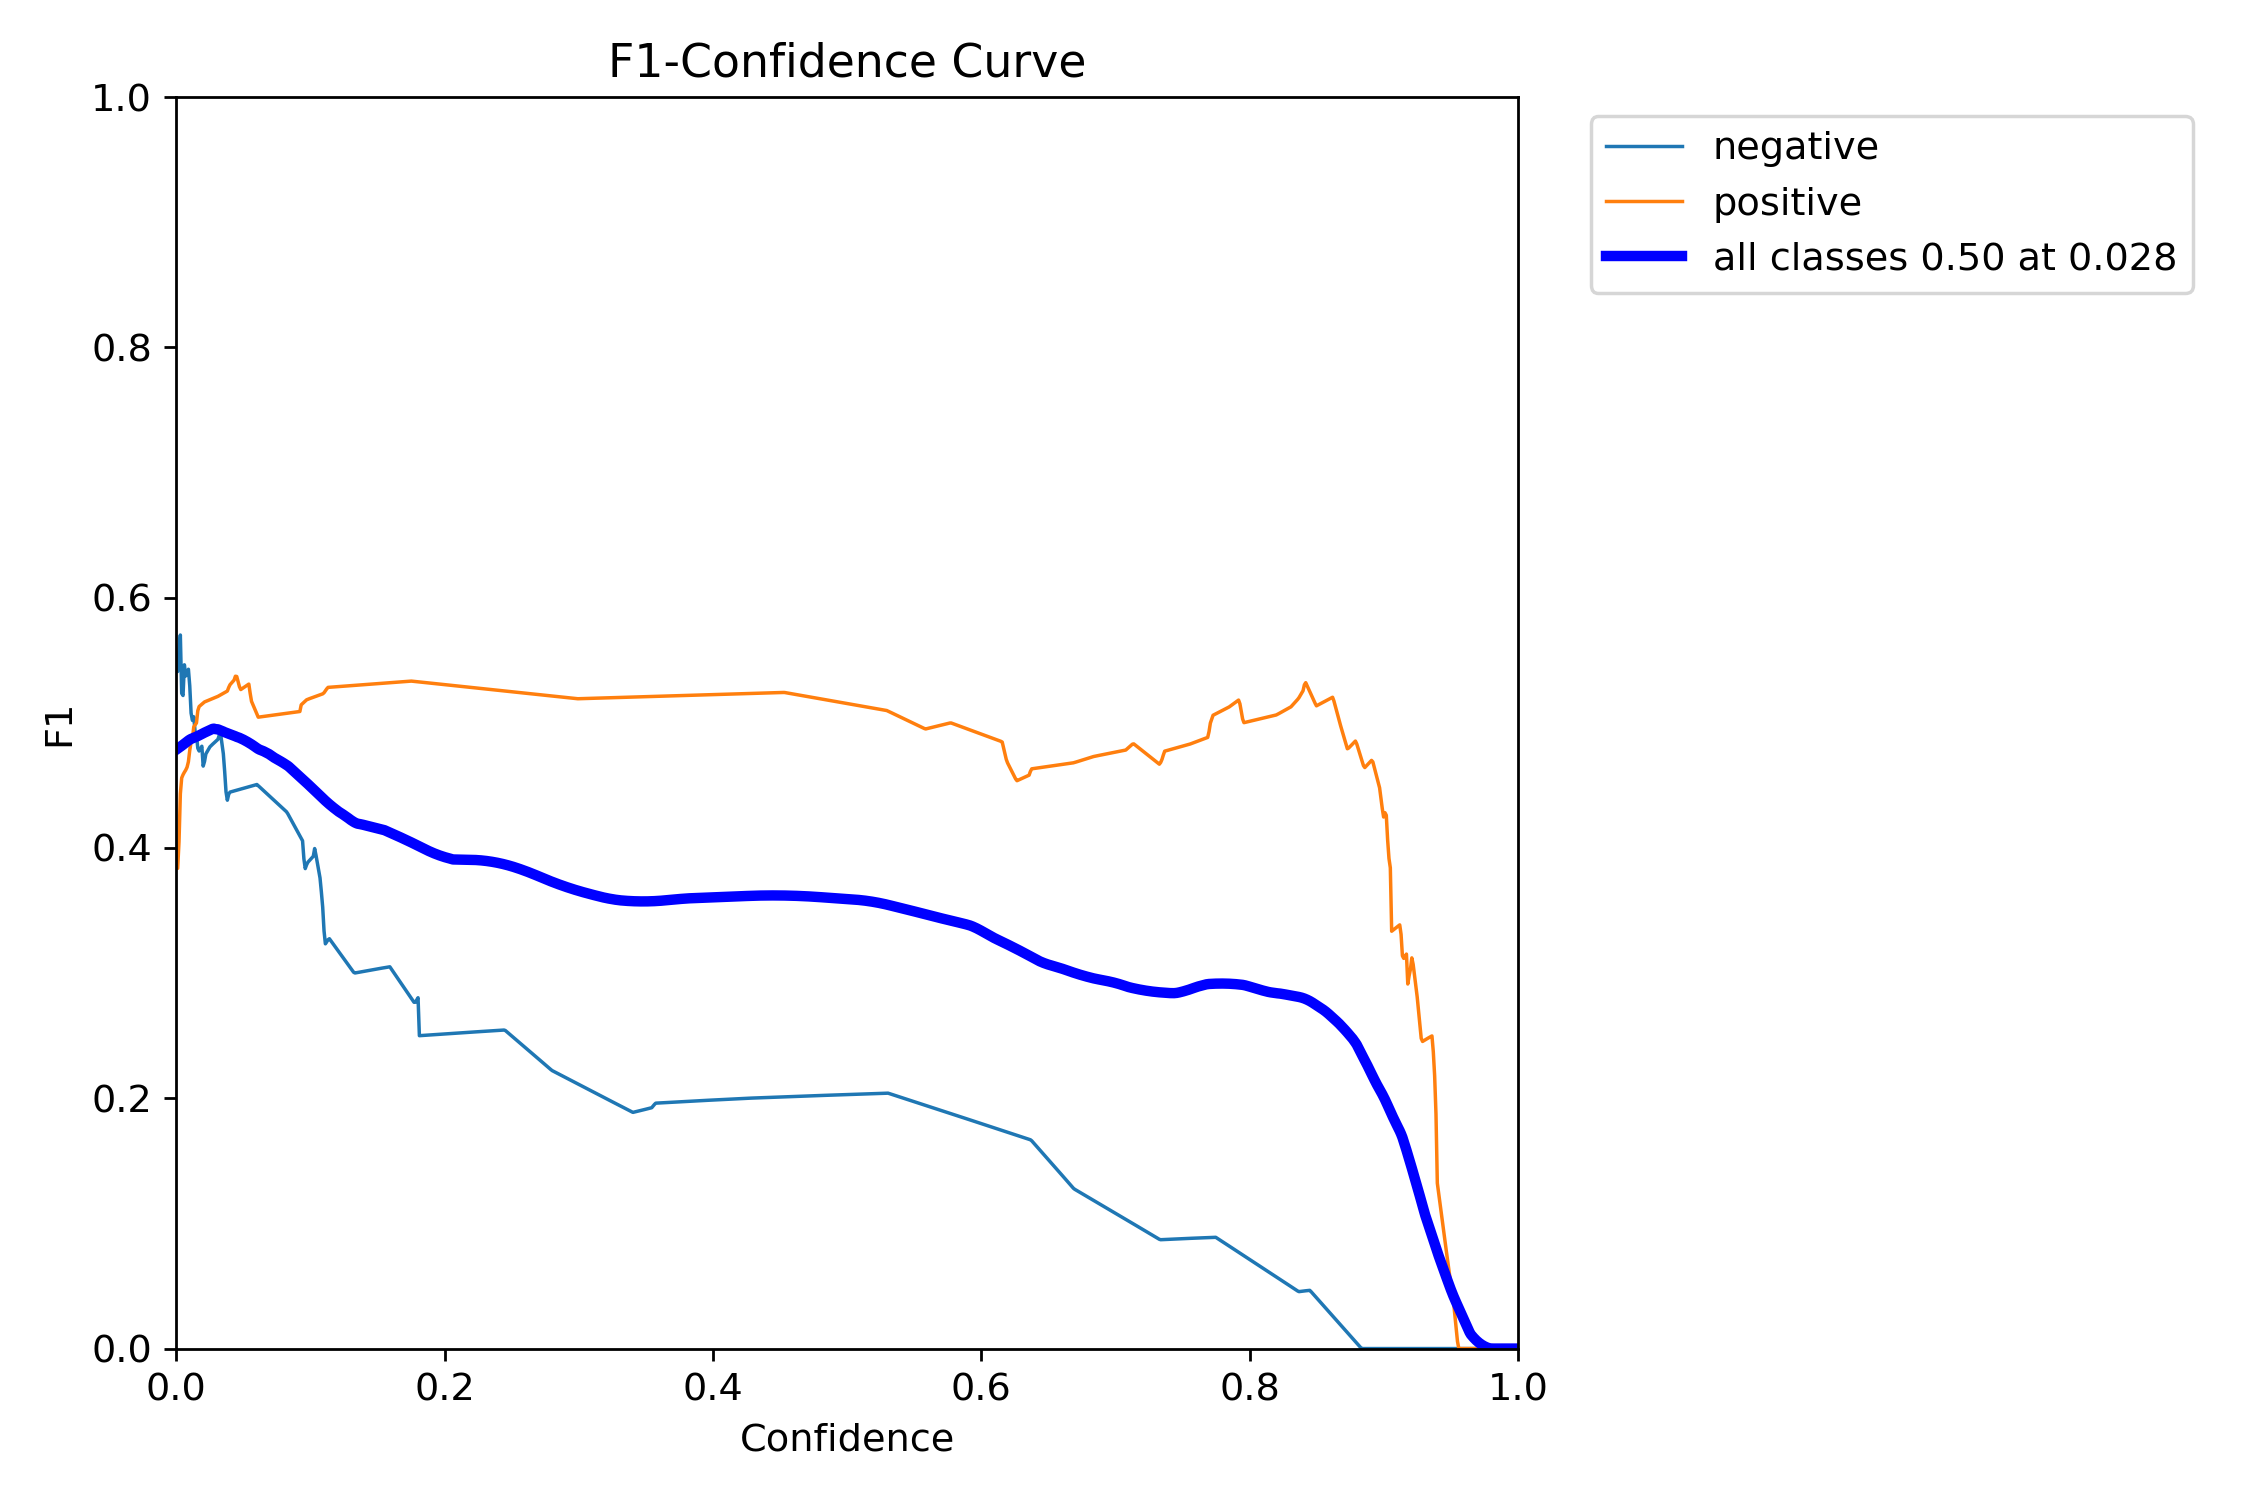 F1-Confidence Curve
1.0
0.8
0.6
0.4
0.2
0.0
F1
0.0 0.2 0.4 0.6 0.8 1.0
Confidence
negative
positive
all classes 0.50 at 0.028